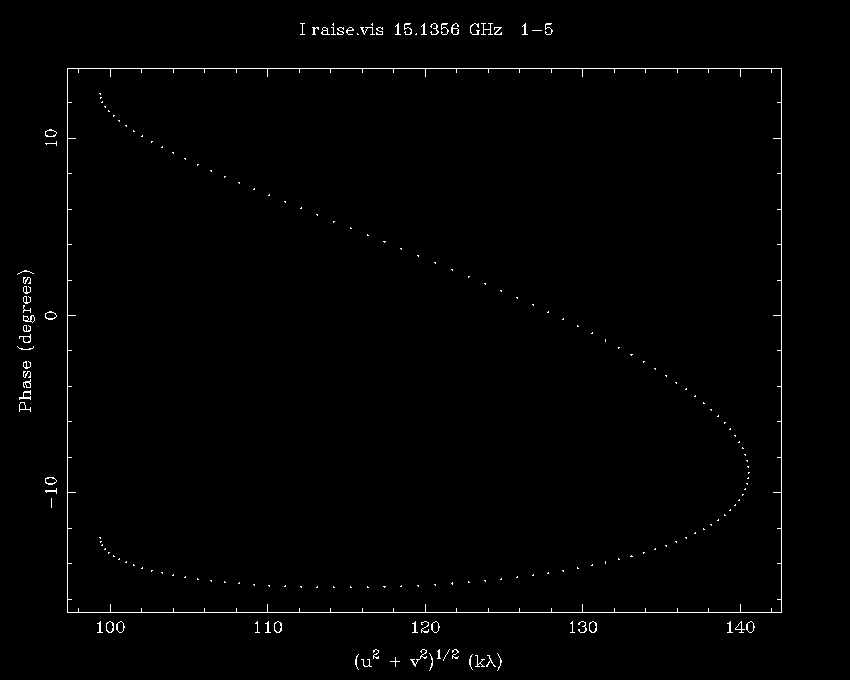 I raise.vis 15.1356 GHz 1-5
Phase (degrees)
10
0
-10
100 110 120 130 140
(u² + v²)^1/2 (kλ)